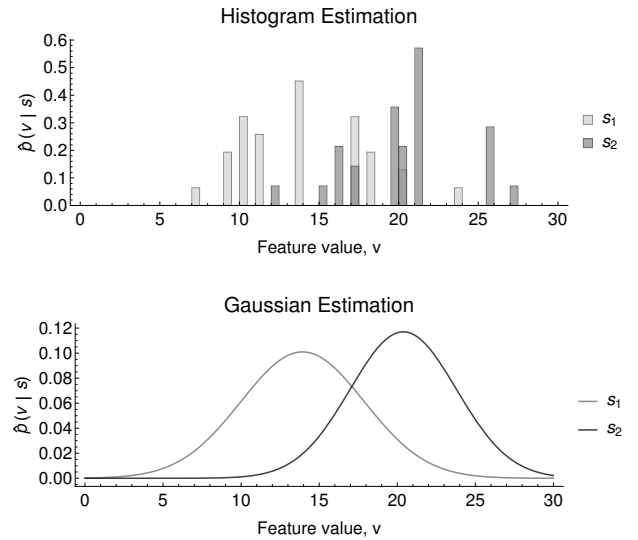 Histogram Estimation
0.6
0.5
0.4
0.3
0.2
0.1
0.0
p̂ (v | s)
0 5 10 15 20 25 30
Feature value, v
s₁
s₂
Gaussian Estimation
0.12
0.10
0.08
0.06
0.04
0.02
0.00
p̂ (v | s)
0 5 10 15 20 25 30
Feature value, v
s₁
s₂